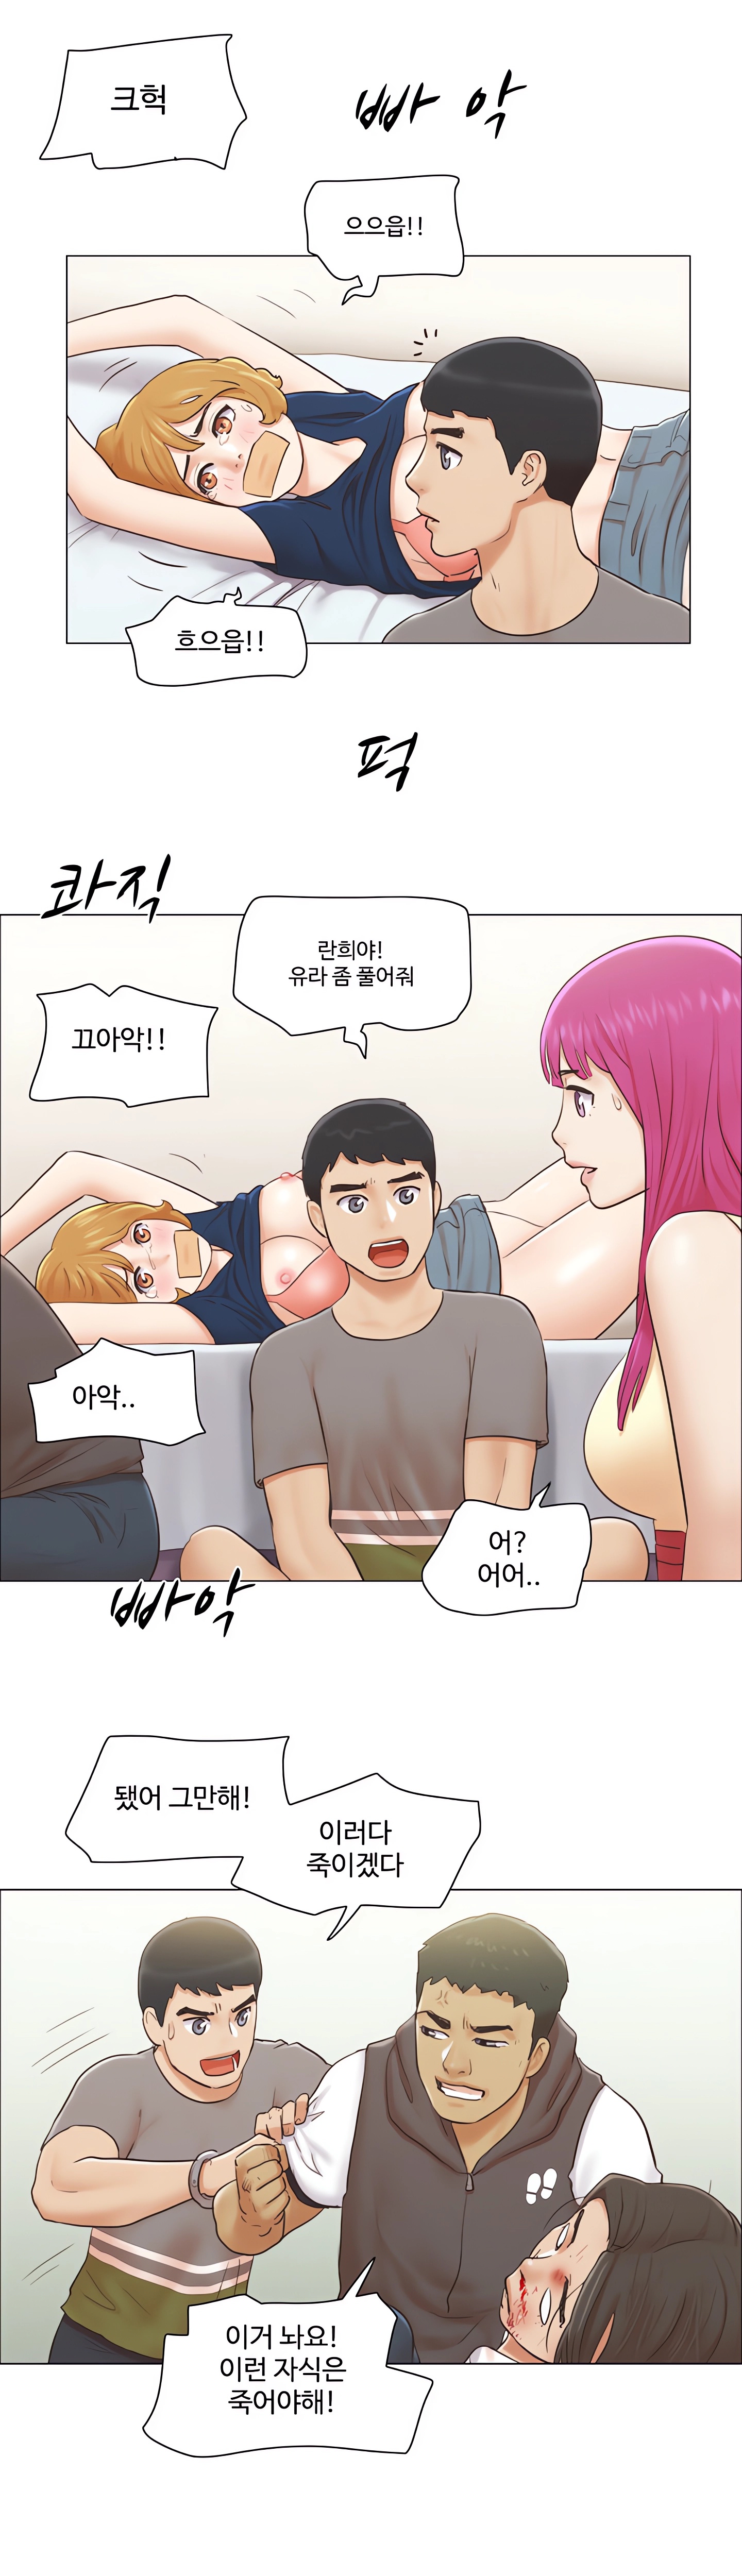 크헉
빠악
으으읍!!
흐으읍!!
퍽
콰직
란희야!
유라 좀 풀어줘
끄아악!!
아악..
어?
어어..
빠악
됐어 그만해!
이러다
죽이겠다
이거 놔요!
이런 자식은
죽어야해!